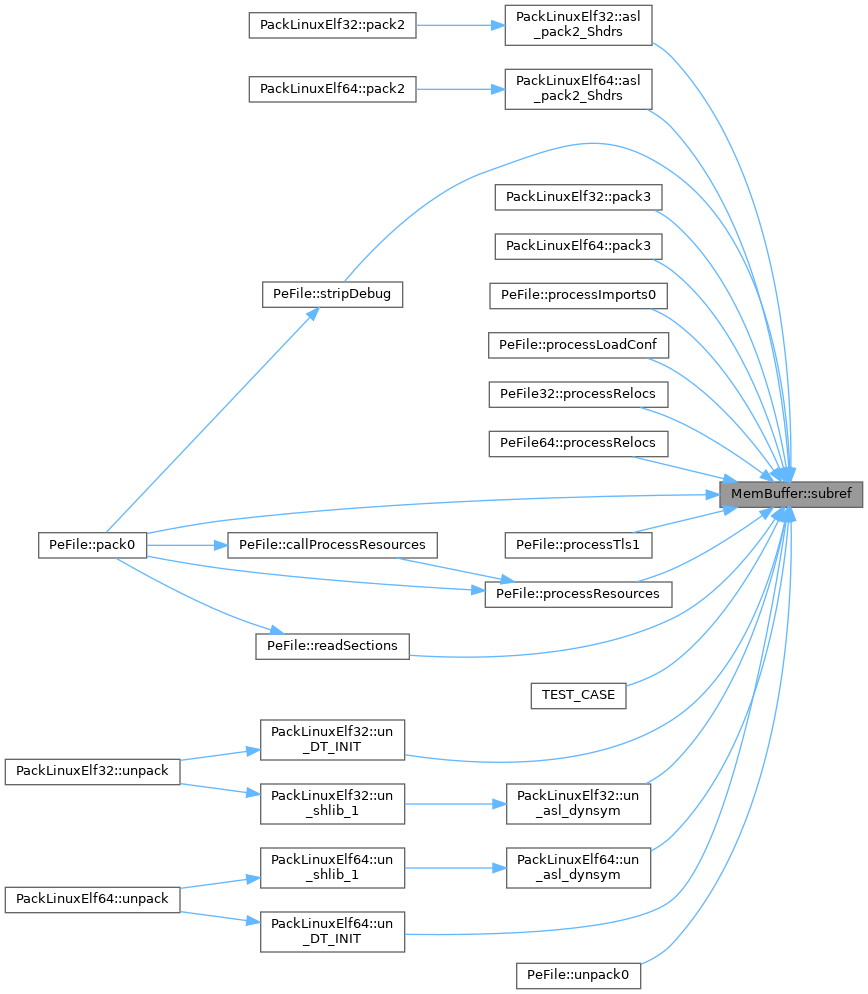 PackLinuxElf32::pack2
PackLinuxElf32::asl
_pack2_Shdrs
PackLinuxElf64::pack2
PackLinuxElf64::asl
_pack2_Shdrs
PackLinuxElf32::pack3
PackLinuxElf64::pack3
PeFile::stripDebug
PeFile::processImports0
PeFile::processLoadConf
PeFile32::processRelocs
PeFile64::processRelocs
MemBuffer::subref
PeFile::pack0
PeFile::callProcessResources
PeFile::processTls1
PeFile::processResources
PeFile::readSections
TEST_CASE
PackLinuxElf32::un
_DT_INIT
PackLinuxElf32::unpack
PackLinuxElf32::un
_shlib_1
PackLinuxElf32::un
_asl_dynsym
PackLinuxElf64::un
_shlib_1
PackLinuxElf64::un
_asl_dynsym
PackLinuxElf64::unpack
PackLinuxElf64::un
_DT_INIT
PeFile::unpack0